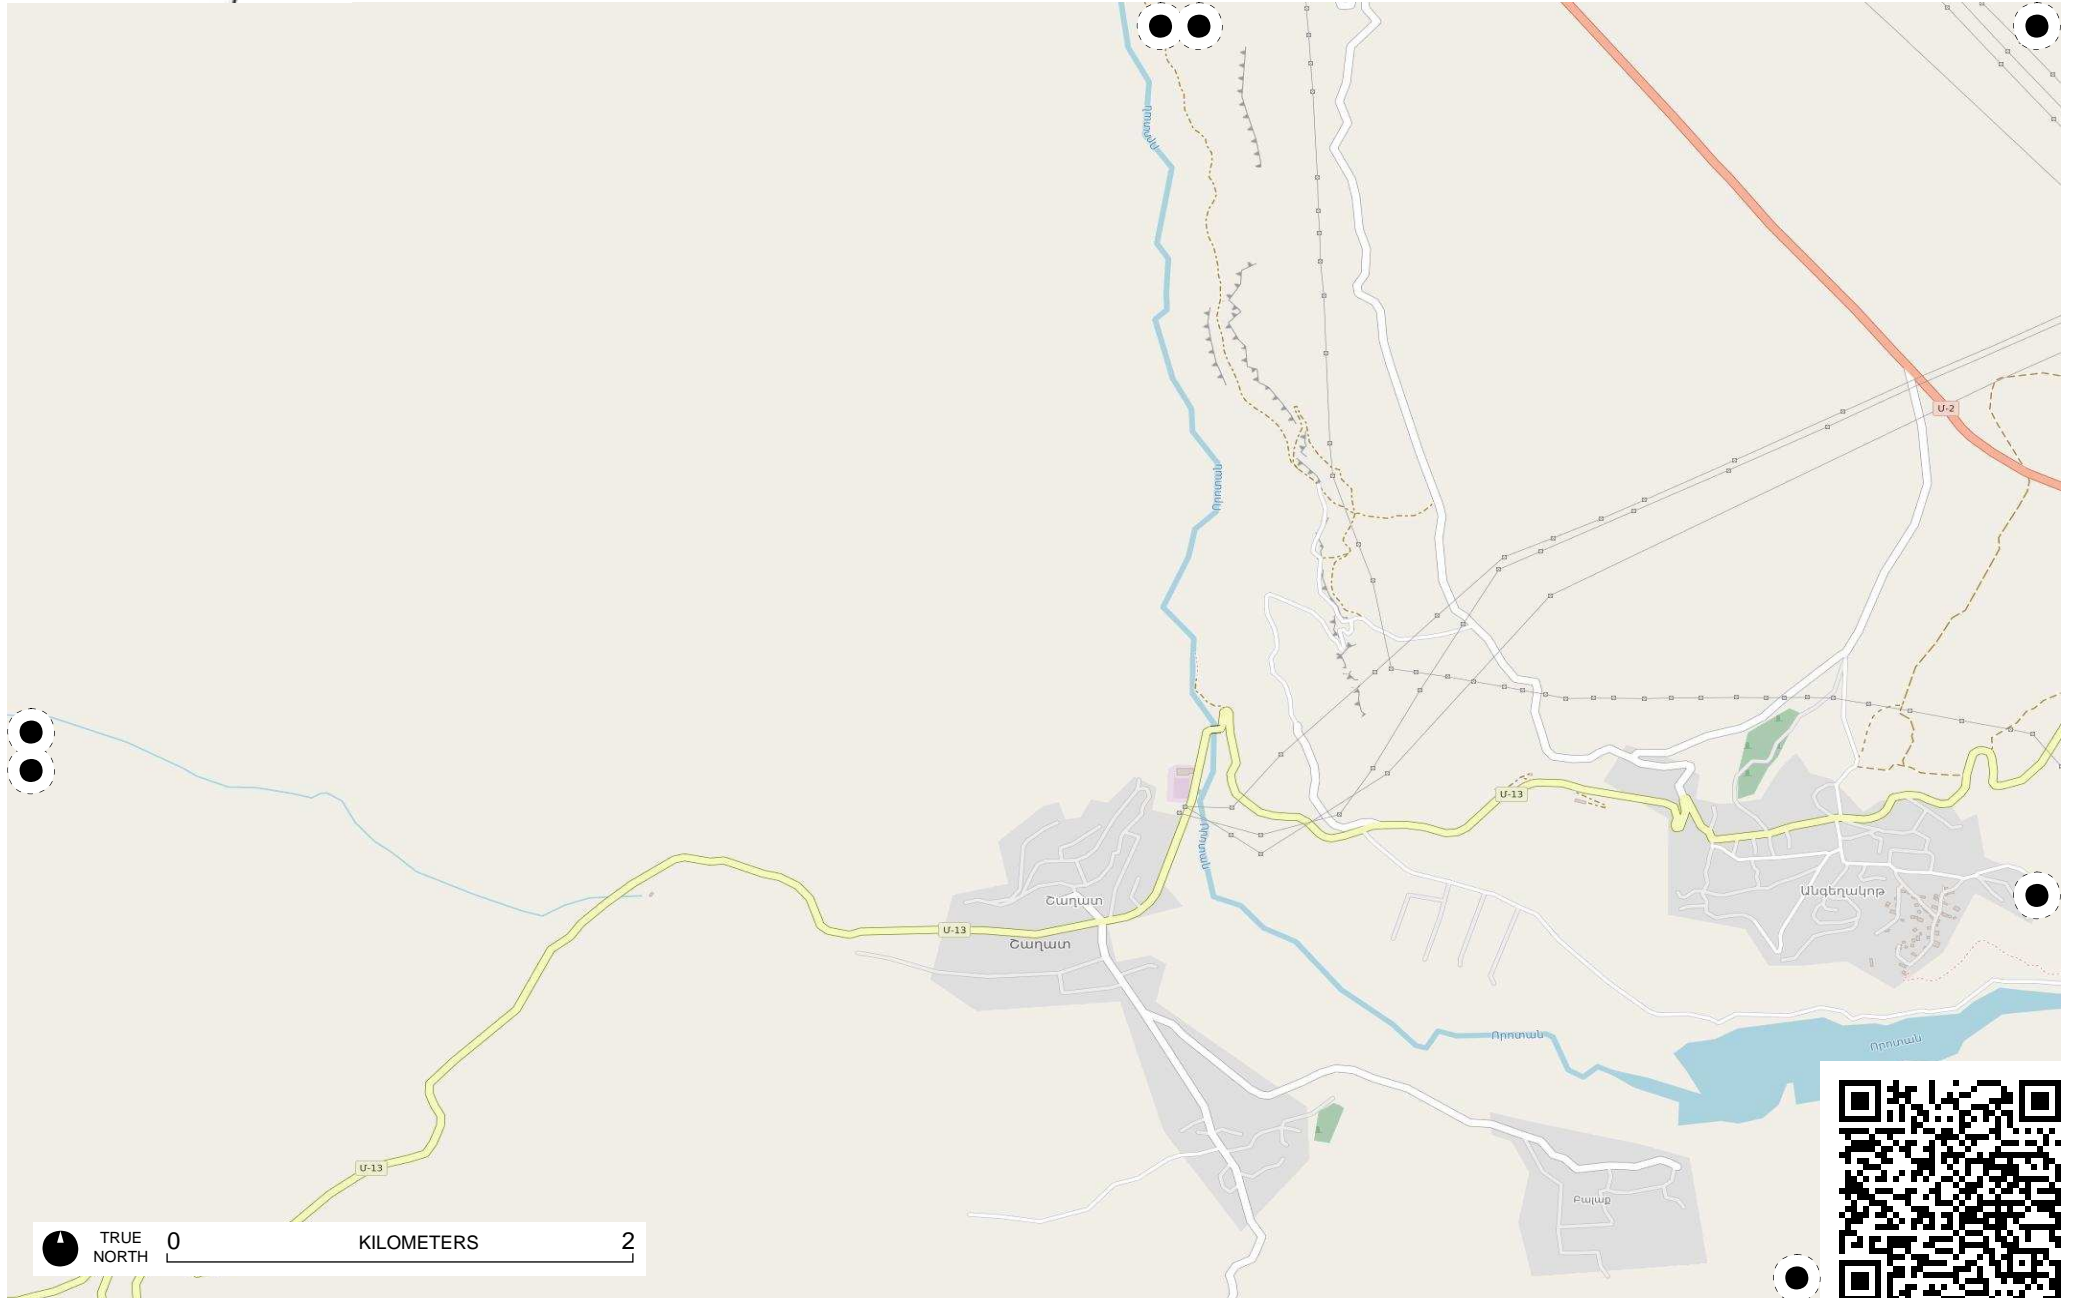 Որոտան
Մ-2
Որոտան
Մ-13
Որոտան
Անգեղակոթ
Շաղատ
Մ-13
Շաղատ
Որոտան
Որոտան
Մ-13
Բալաք
TRUE NORTH
0 KILOMETERS 2